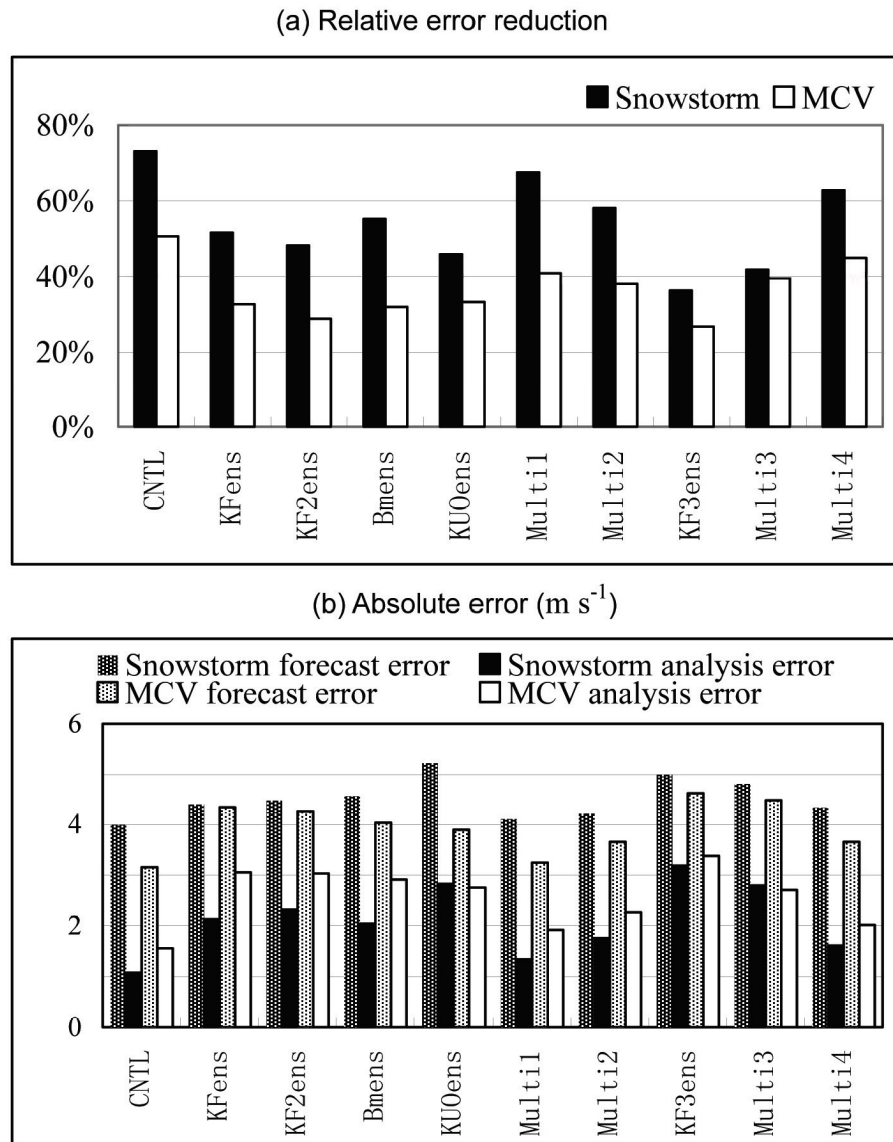 (a) Relative error reduction
Snowstorm MCV
80%
60%
40%
20%
0%
CNTL KFens KF2ens Bmens KUOens Multi1 Multi2 KF3ens Multi3 Multi4
(b) Absolute error (m s⁻¹)
Snowstorm forecast error Snowstorm analysis error
MCV forecast error MCV analysis error
6
4
2
0
CNTL KFens KF2ens Bmens KUOens Multi1 Multi2 KF3ens Multi3 Multi4